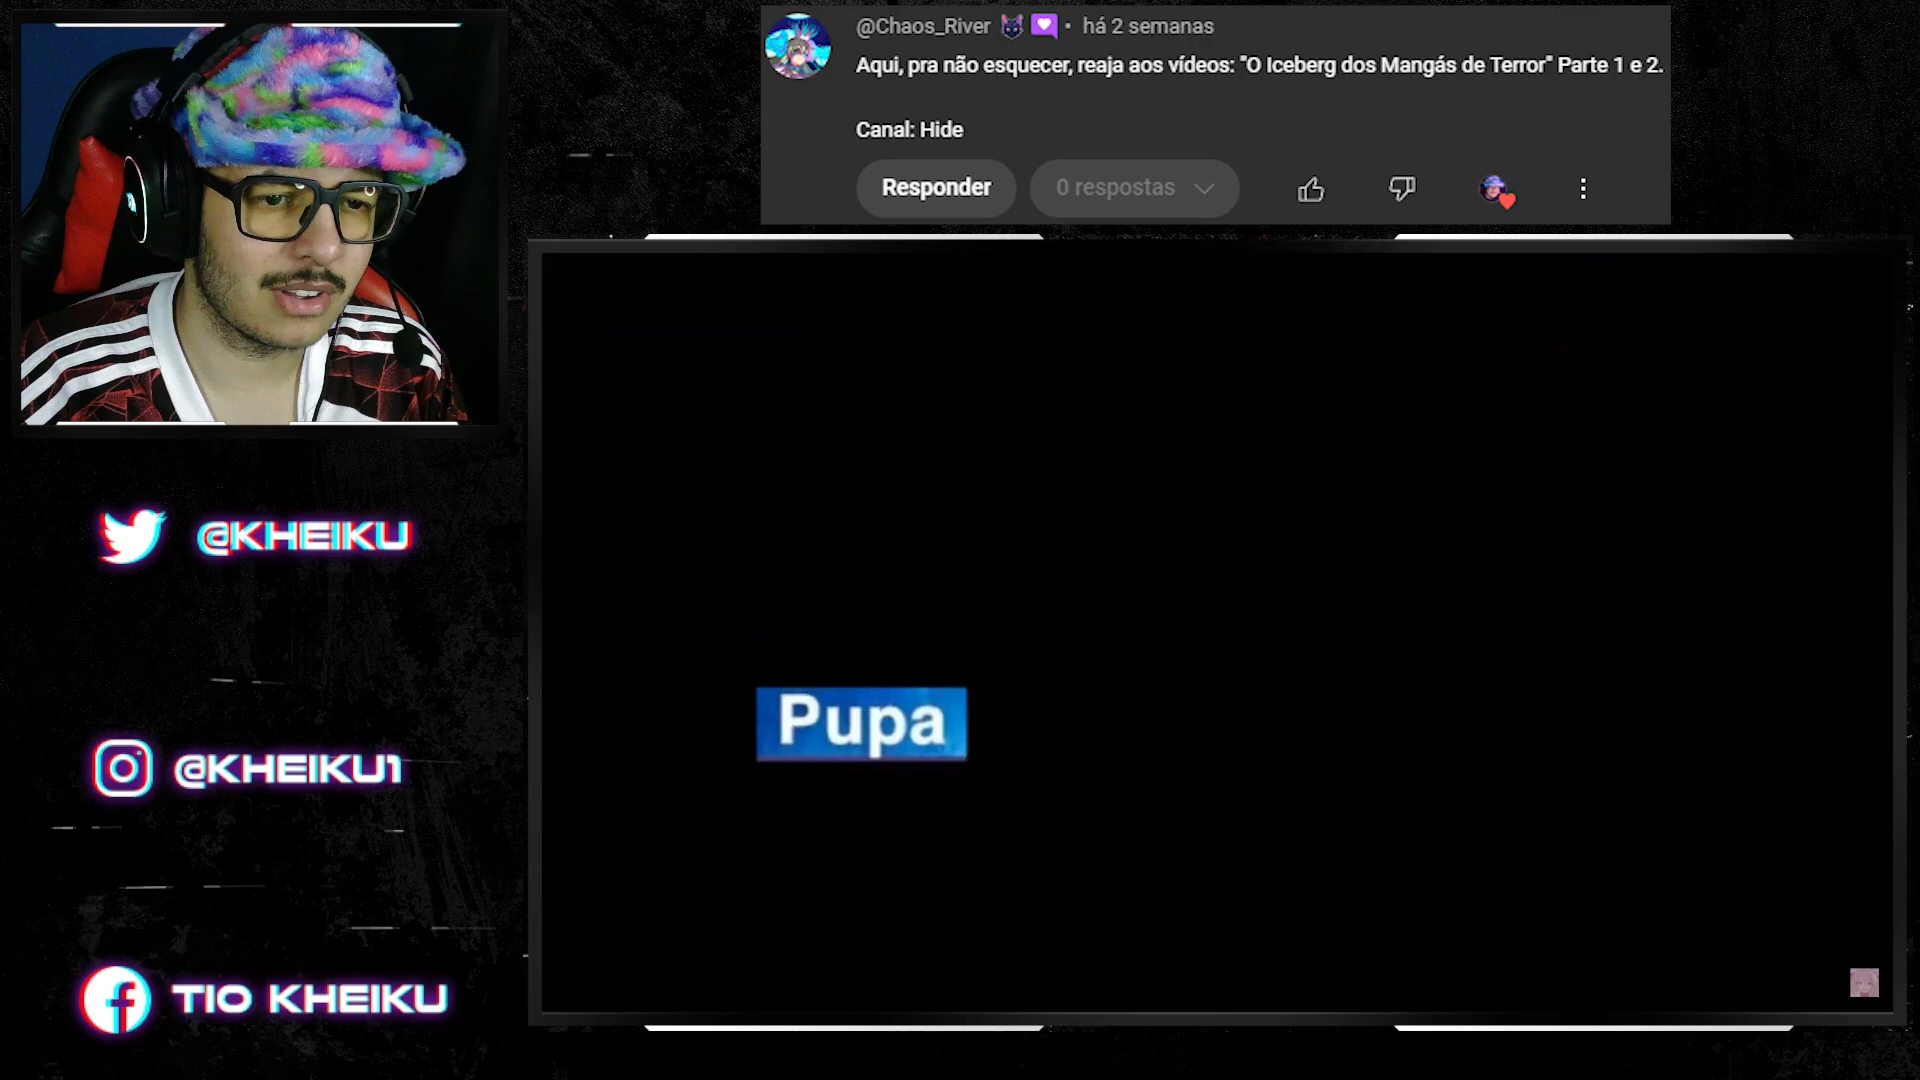 @Chaos_River • há 2 semanas
Aqui, pra não esquecer, reaja aos vídeos: "O Iceberg dos Mangás de Terror" Parte 1 e 2.
Canal: Hide
Responder 0 respostas
@KHEIKU
Pupa
@KHEIKU1
TIO KHEIKU